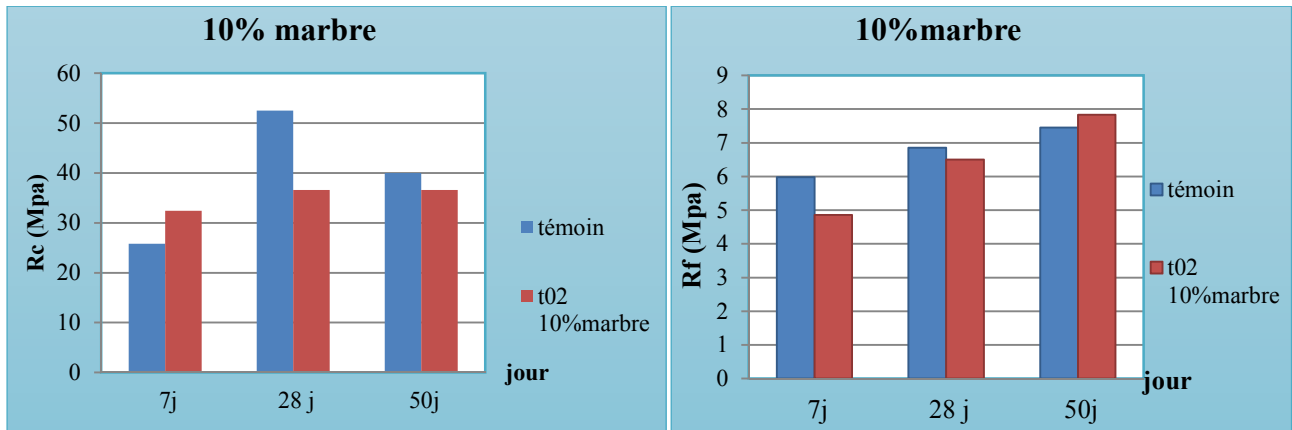 10% marbre
Rc (Mpa)
60
50
40
30
20
10
0
7j
28 j
50j
jour
témoin
t02
10%marbre
10%marbre
Rf (Mpa)
9
8
7
6
5
4
3
2
1
0
7j
28 j
50j
jour
témoin
t02
10%marbre